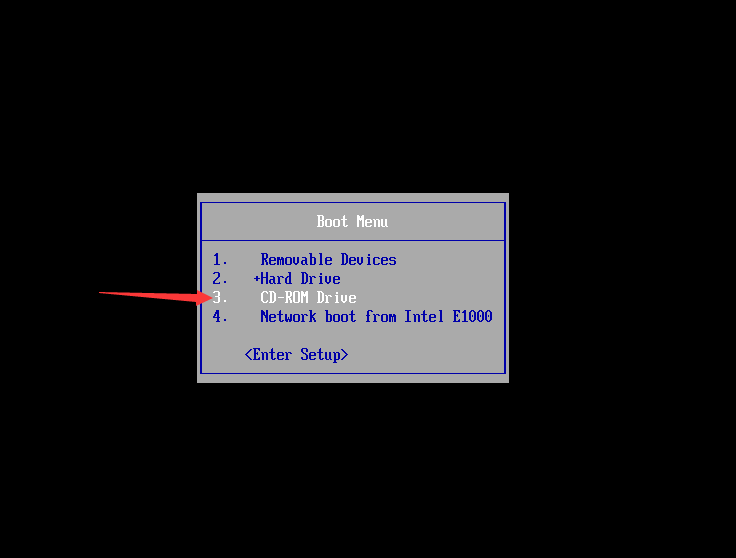 Boot Menu
1. Removable Devices
2. +Hard Drive
3. CD-ROM Drive
4. Network boot from Intel E1000
<Enter Setup>